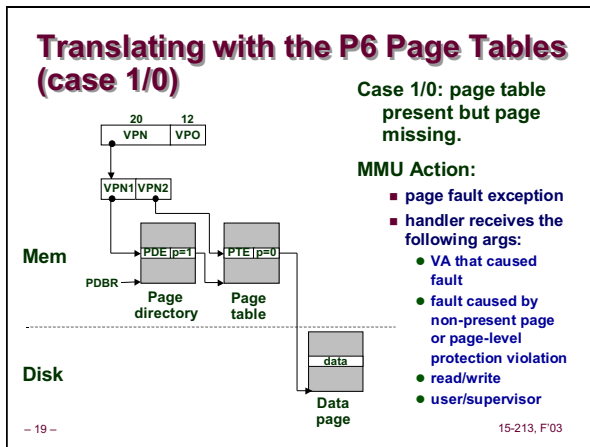 Translating with the P6 Page Tables
(case 1/0)
20 12
VPN VPO
VPN1 VPN2
Mem
PDE p=1 PTE p=0
PDBR
Page
directory
Page
table
Disk
data
Data
page
Case 1/0: page table
present but page
missing.
MMU Action:
■ page fault exception
■ handler receives the
following args:
● VA that caused
fault
● fault caused by
non-present page
or page-level
protection violation
● read/write
● user/supervisor
– 19 –
15-213, F'03